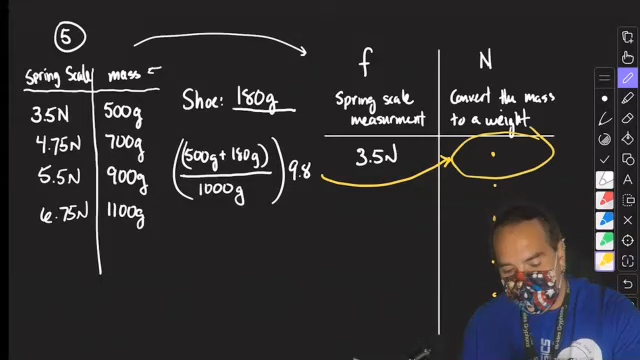 5
Spring Scale mass
3.5N 500g
4.75N 700g
5.5N 900g
6.75N 1100g
Shoe: 180g
(500g+180g)
1000g
9.8
f N
Spring scale measurment
Convert the mass to a weight
3.5N